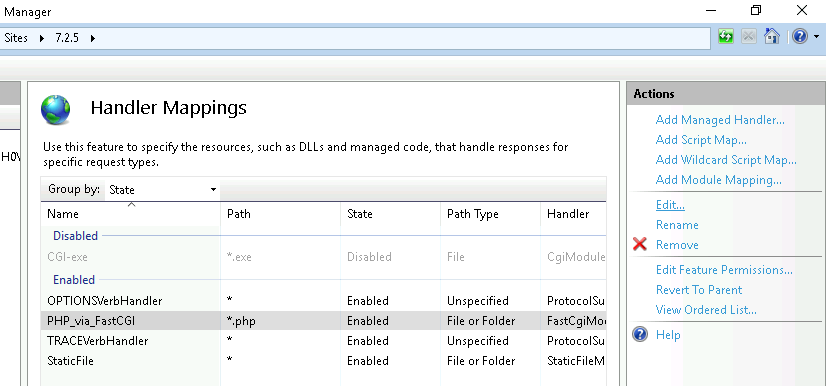 Manager
Sites 7.2.5
Handler Mappings
Use this feature to specify the resources, such as DLLs and managed code, that handle responses for
specific request types.
Group by: State
Name Path State Path Type Handler
Disabled
CGI-exe *.exe Disabled File CgiModule
Enabled
OPTIONSVerbHandler * Enabled Unspecified ProtocolSu
PHP_via_FastCGI *.php Enabled File or Folder FastCgiMo
TRACEVerbHandler * Enabled Unspecified ProtocolSu
StaticFile * Enabled File or Folder StaticFileM
Actions
Add Managed Handler...
Add Script Map...
Add Wildcard Script Map...
Add Module Mapping...
Edit...
Rename
Remove
Edit Feature Permissions...
Revert To Parent
View Ordered List...
Help